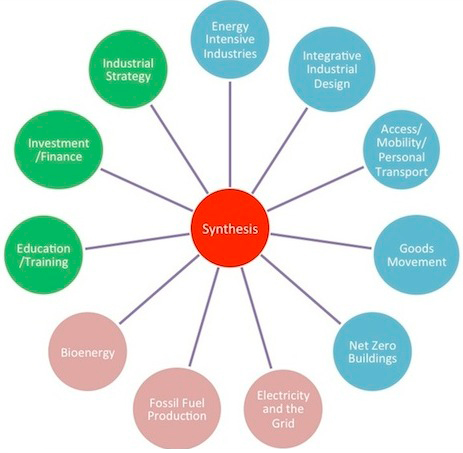 Energy
Intensive
Industries
Integrative
Industrial
Design
Access/
Mobility/
Personal
Transport
Goods
Movement
Net Zero
Buildings
Electricity
and the
Grid
Fossil Fuel
Production
Bioenergy
Education
/Training
Investment
/Finance
Industrial
Strategy
Synthesis